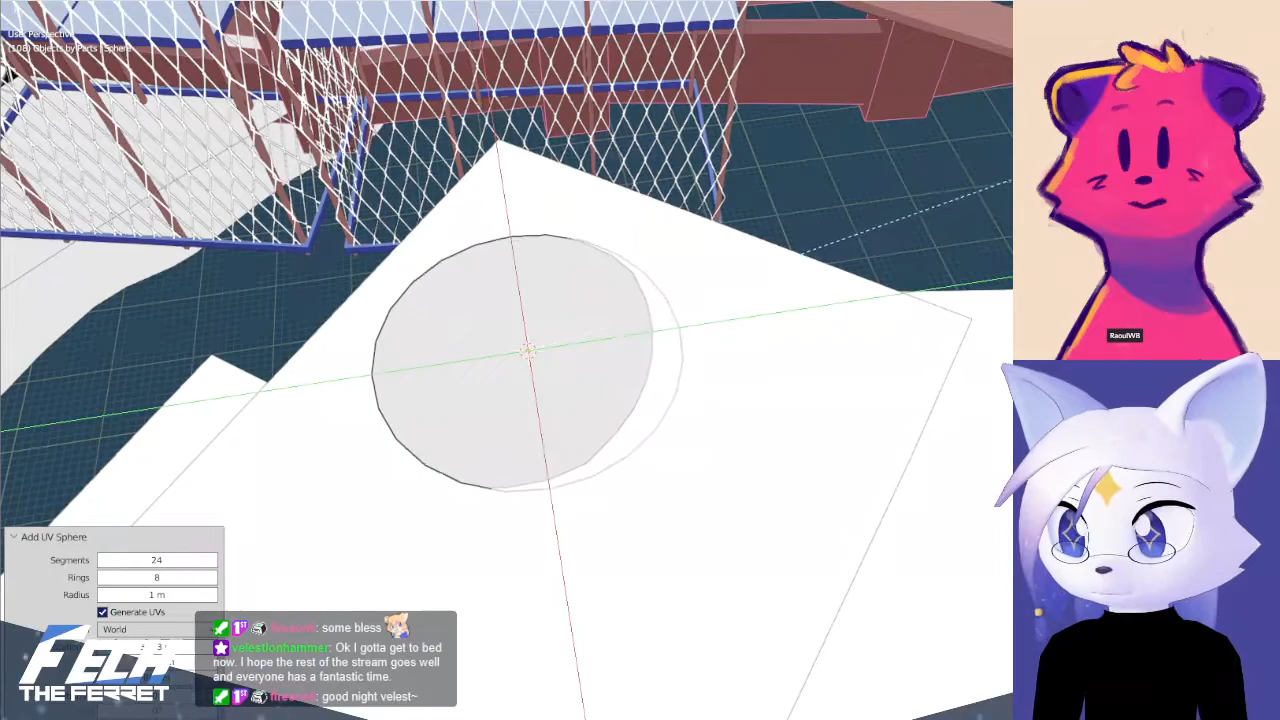 User Perspective
(108) Objects by Parts | Sphere
RaoulWB
Add UV Sphere
Segments 24
Rings 8
Radius 1 m
Generate UVs
World
some bless
velestionhammer: Ok I gotta get to bed
now. I hope the rest of the stream goes well
and everyone has a fantastic time.
good night velest~
FECH
THE FERRET